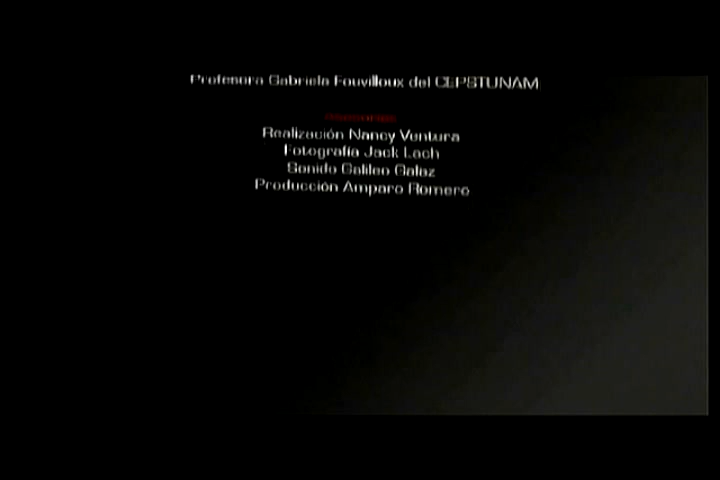 Profesora Gabriela Fouvilloux del CEPSTUNAM
Realización Nancy Ventura
Fotografía Jack Lach
Sonido Galileo Galaz
Producción Amparo Romero